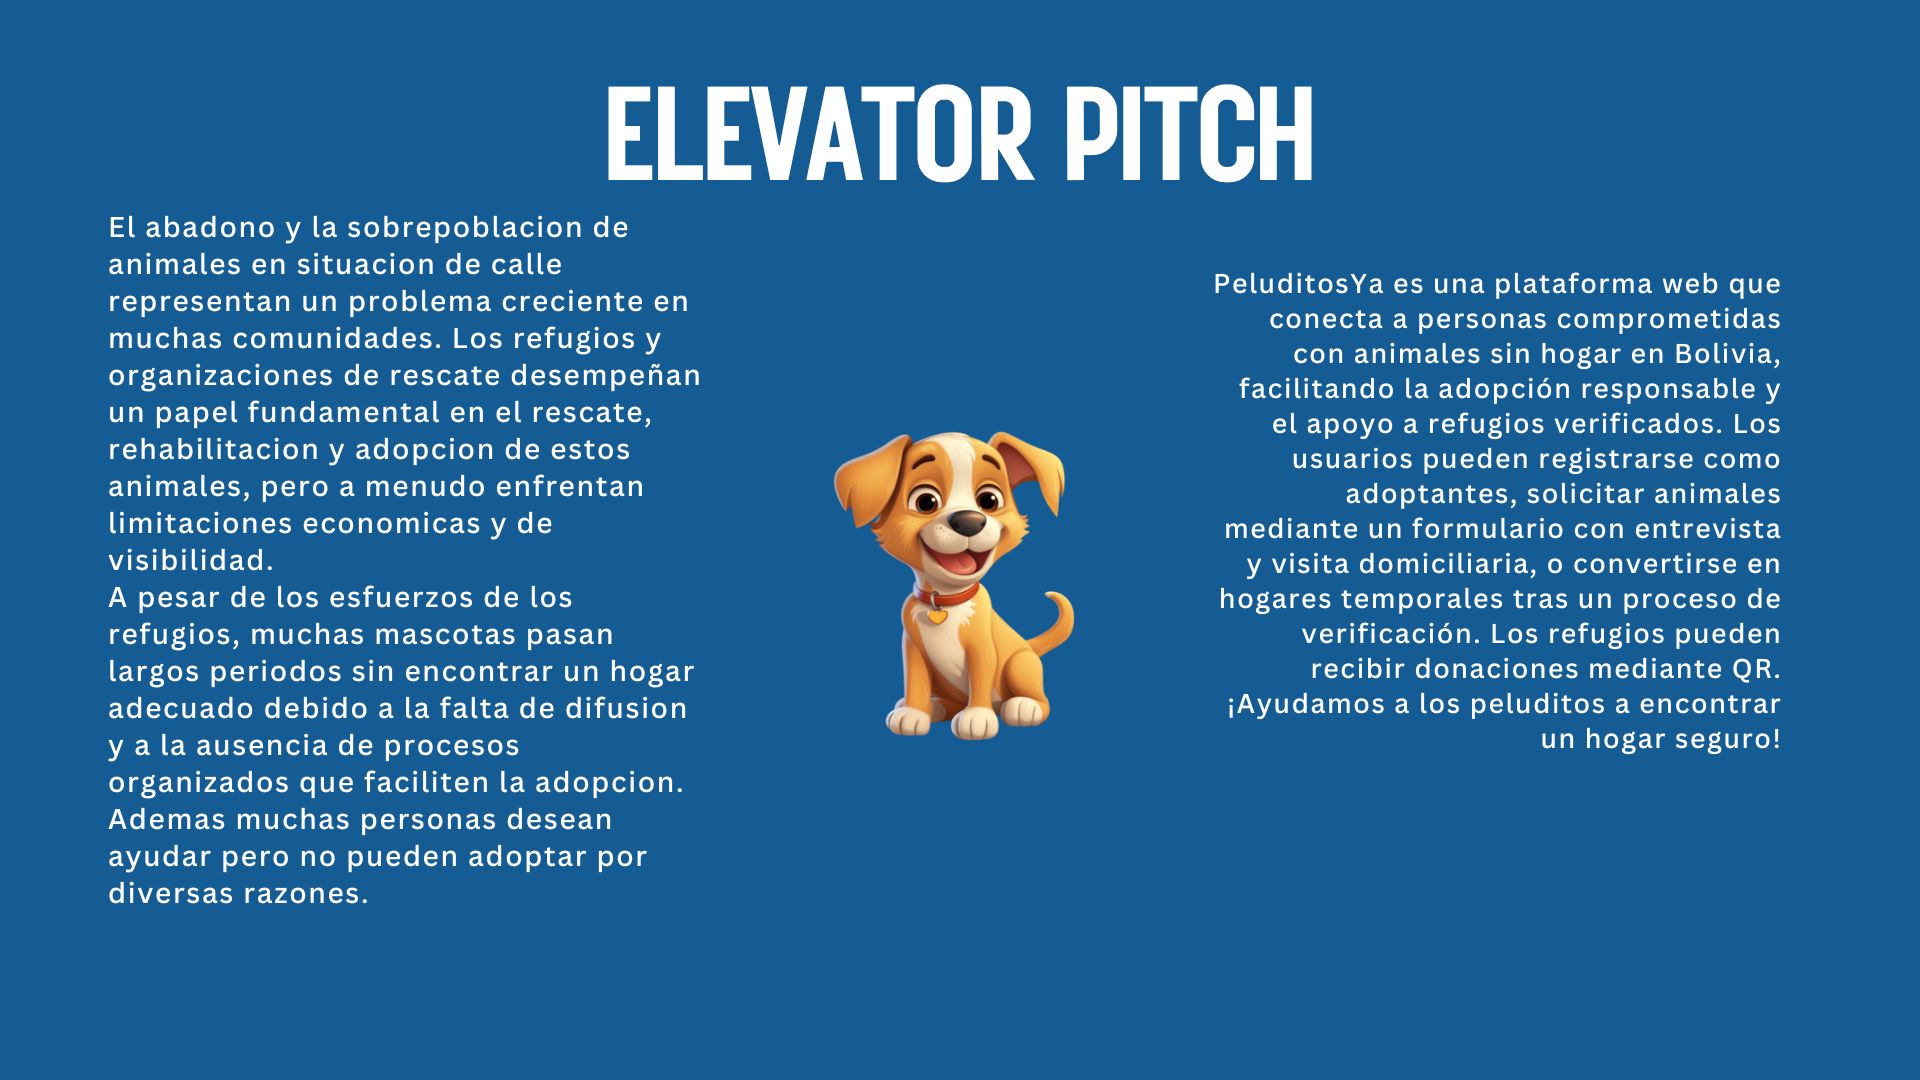 ELEVATOR PITCH
El abadono y la sobrepoblacion de
animales en situacion de calle
representan un problema creciente en
muchas comunidades. Los refugios y
organizaciones de rescate desempeñan
un papel fundamental en el rescate,
rehabilitacion y adopcion de estos
animales, pero a menudo enfrentan
limitaciones economicas y de
visibilidad.
A pesar de los esfuerzos de los
refugios, muchas mascotas pasan
largos periodos sin encontrar un hogar
adecuado debido a la falta de difusion
y a la ausencia de procesos
organizados que faciliten la adopcion.
Ademas muchas personas desean
ayudar pero no pueden adoptar por
diversas razones.
PeluditosYa es una plataforma web que
conecta a personas comprometidas
con animales sin hogar en Bolivia,
facilitando la adopción responsable y
el apoyo a refugios verificados. Los
usuarios pueden registrarse como
adoptantes, solicitar animales
mediante un formulario con entrevista
y visita domiciliaria, o convertirse en
hogares temporales tras un proceso de
verificación. Los refugios pueden
recibir donaciones mediante QR.
¡Ayudamos a los peluditos a encontrar
un hogar seguro!